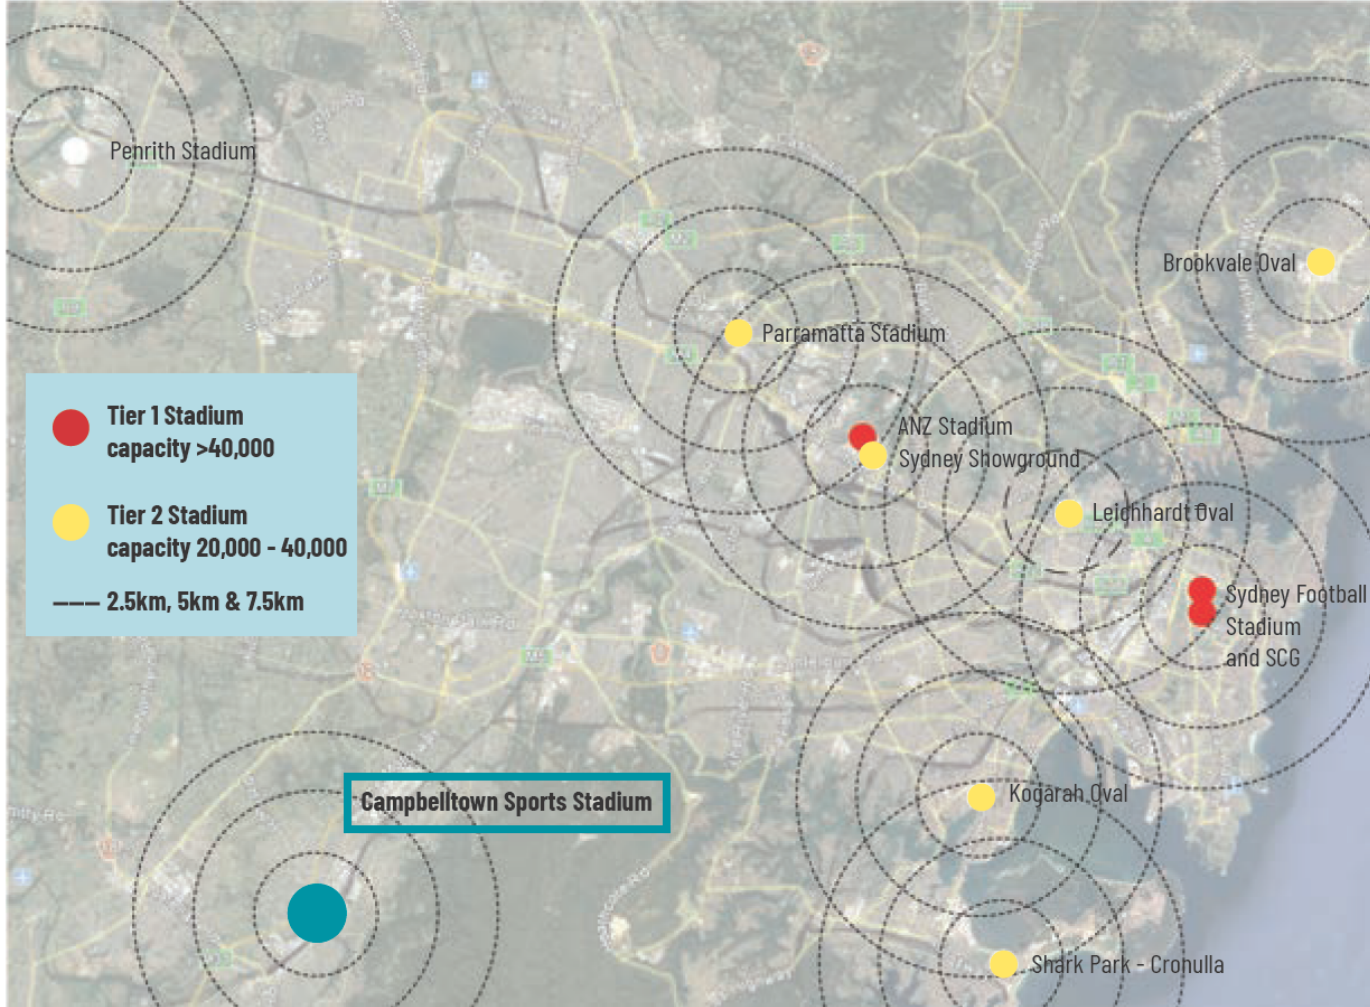 Penrith Stadium
Brookvale Oval
Parramatta Stadium
Tier 1 Stadium
capacity >40,000
Tier 2 Stadium
capacity 20,000 - 40,000
2.5km, 5km & 7.5km
ANZ Stadium
Sydney Showground
Leichhardt Oval
Sydney Football
Stadium
and SCG
Campbelltown Sports Stadium
Kogarah Oval
Shark Park - Cronulla